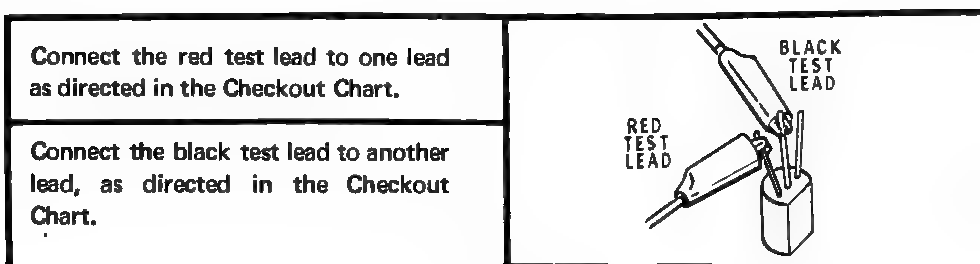 Connect the red test lead to one lead
as directed in the Checkout Chart.
Connect the black test lead to another
lead, as directed in the Checkout
Chart.
BLACK
TEST
LEAD
RED
TEST
LEAD